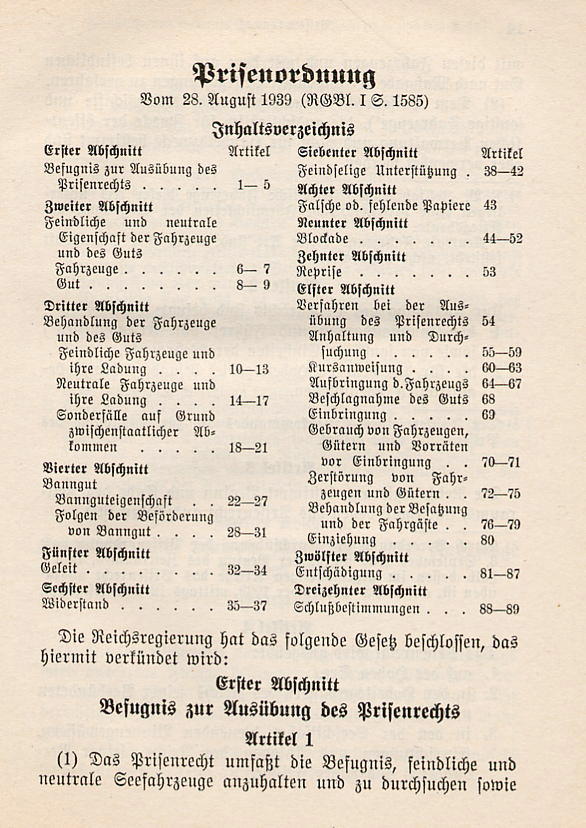 Prisenordnung
Vom 28. August 1939 (RGBl. I S. 1585)
Inhaltsverzeichnis
Erster Abschnitt Artikel
Befugnis zur Ausübung des
Prisenrechts . . . . . 1— 5
Zweiter Abschnitt
Feindliche und neutrale
Eigenschaft der Fahrzeuge
und des Guts
Fahrzeuge . . . . . . 6— 7
Gut . . . . . . . . 8— 9
Dritter Abschnitt
Behandlung der Fahrzeuge
und des Guts
Feindliche Fahrzeuge und
ihre Ladung . . . . 10—13
Neutrale Fahrzeuge und
ihre Ladung . . . . 14—17
Sonderfälle auf Grund
zwischenstaatlicher Ab-
kommen . . . . . 18—21
Vierter Abschnitt
Banngut
Bannguteigenschaft . . 22—27
Folgen der Beförderung
von Banngut . . . . 28—31
Fünfter Abschnitt
Geleit . . . . . . . . 32—34
Sechster Abschnitt
Widerstand . . . . . . 35—37
Siebenter Abschnitt Artikel
Feindselige Unterstützung . 38—42
Achter Abschnitt
Falsche od. fehlende Papiere 43
Neunter Abschnitt
Blockade . . . . . . . 44—52
Zehnter Abschnitt
Reprise . . . . . . . 53
Elfter Abschnitt
Verfahren bei der Aus-
übung des Prisenrechts 54
Anhaltung und Durch-
suchung . . . . . . 55—59
Kursanweisung . . . . 60—63
Aufbringung d. Fahrzeugs 64—67
Beschlagnahme des Guts 68
Einbringung . . . . . 69
Gebrauch von Fahrzeugen,
Gütern und Vorräten
vor Einbringung . . 70—71
Zerstörung von Fahr-
zeugen und Gütern . . 72—75
Behandlung der Besatzung
und der Fahrgäste . . 76—79
Einziehung . . . . . 80
Zwölfter Abschnitt
Entschädigung . . . . . 81—87
Dreizehnter Abschnitt
Schlußbestimmungen . . . 88—89
Die Reichsregierung hat das folgende Gesetz beschlossen, das
hiermit verkündet wird:
Erster Abschnitt
Befugnis zur Ausübung des Prisenrechts
Artikel 1
(1) Das Prisenrecht umfaßt die Befugnis, feindliche und
neutrale Seefahrzeuge anzuhalten und zu durchsuchen sowie